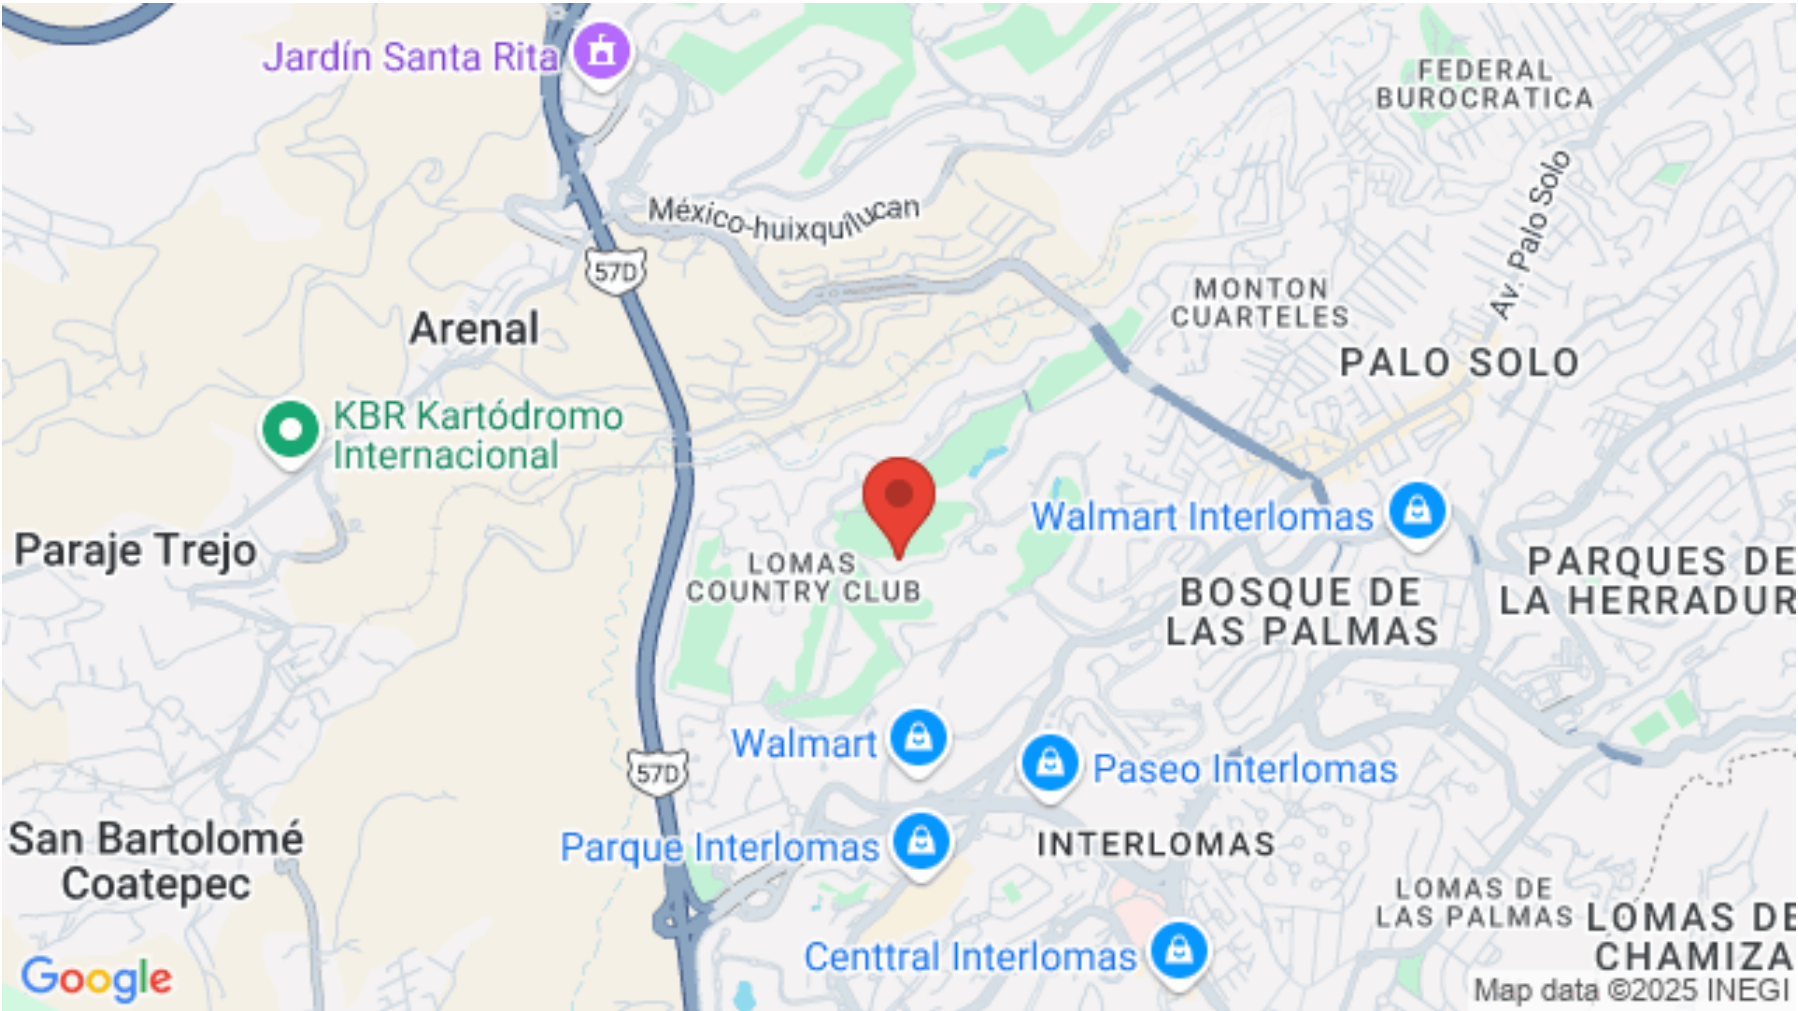 Jardín Santa Rita
FEDERAL
BUROCRATICA
Av. Palo Solo
México-huixquilucan
57D
MONTON
CUARTELES
Arenal
PALO SOLO
KBR Kartódromo
Internacional
Walmart Interlomas
Paraje Trejo
LOMAS
COUNTRY CLUB
PARQUES DE
LA HERRADUR
BOSQUE DE
LAS PALMAS
Walmart
57D
Paseo Interlomas
San Bartolomé
Coatepec
Parque Interlomas
INTERLOMAS
LOMAS DE
LAS PALMAS
LOMAS DE
CHAMIZA
Centtral Interlomas
Google
Map data ©2025 INEGI